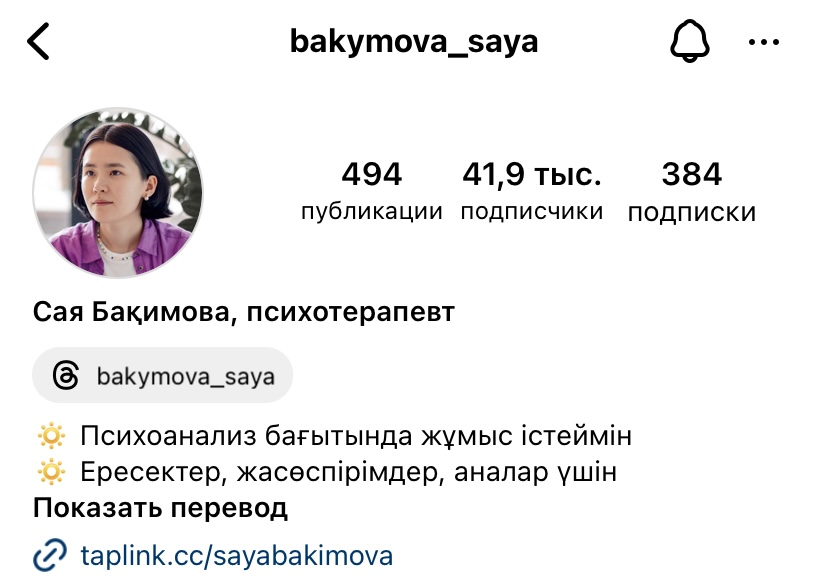 bakymova_saya
494 41,9 тыс. 384
публикации подписчики подписки
Сая Бақимова, психотерапевт
bakymova_saya
🔅 Психоанализ бағытында жұмыс істеймін
🔅 Ересектер, жасөспірімдер, аналар үшін
Показать перевод
taplink.cc/sayabakimova